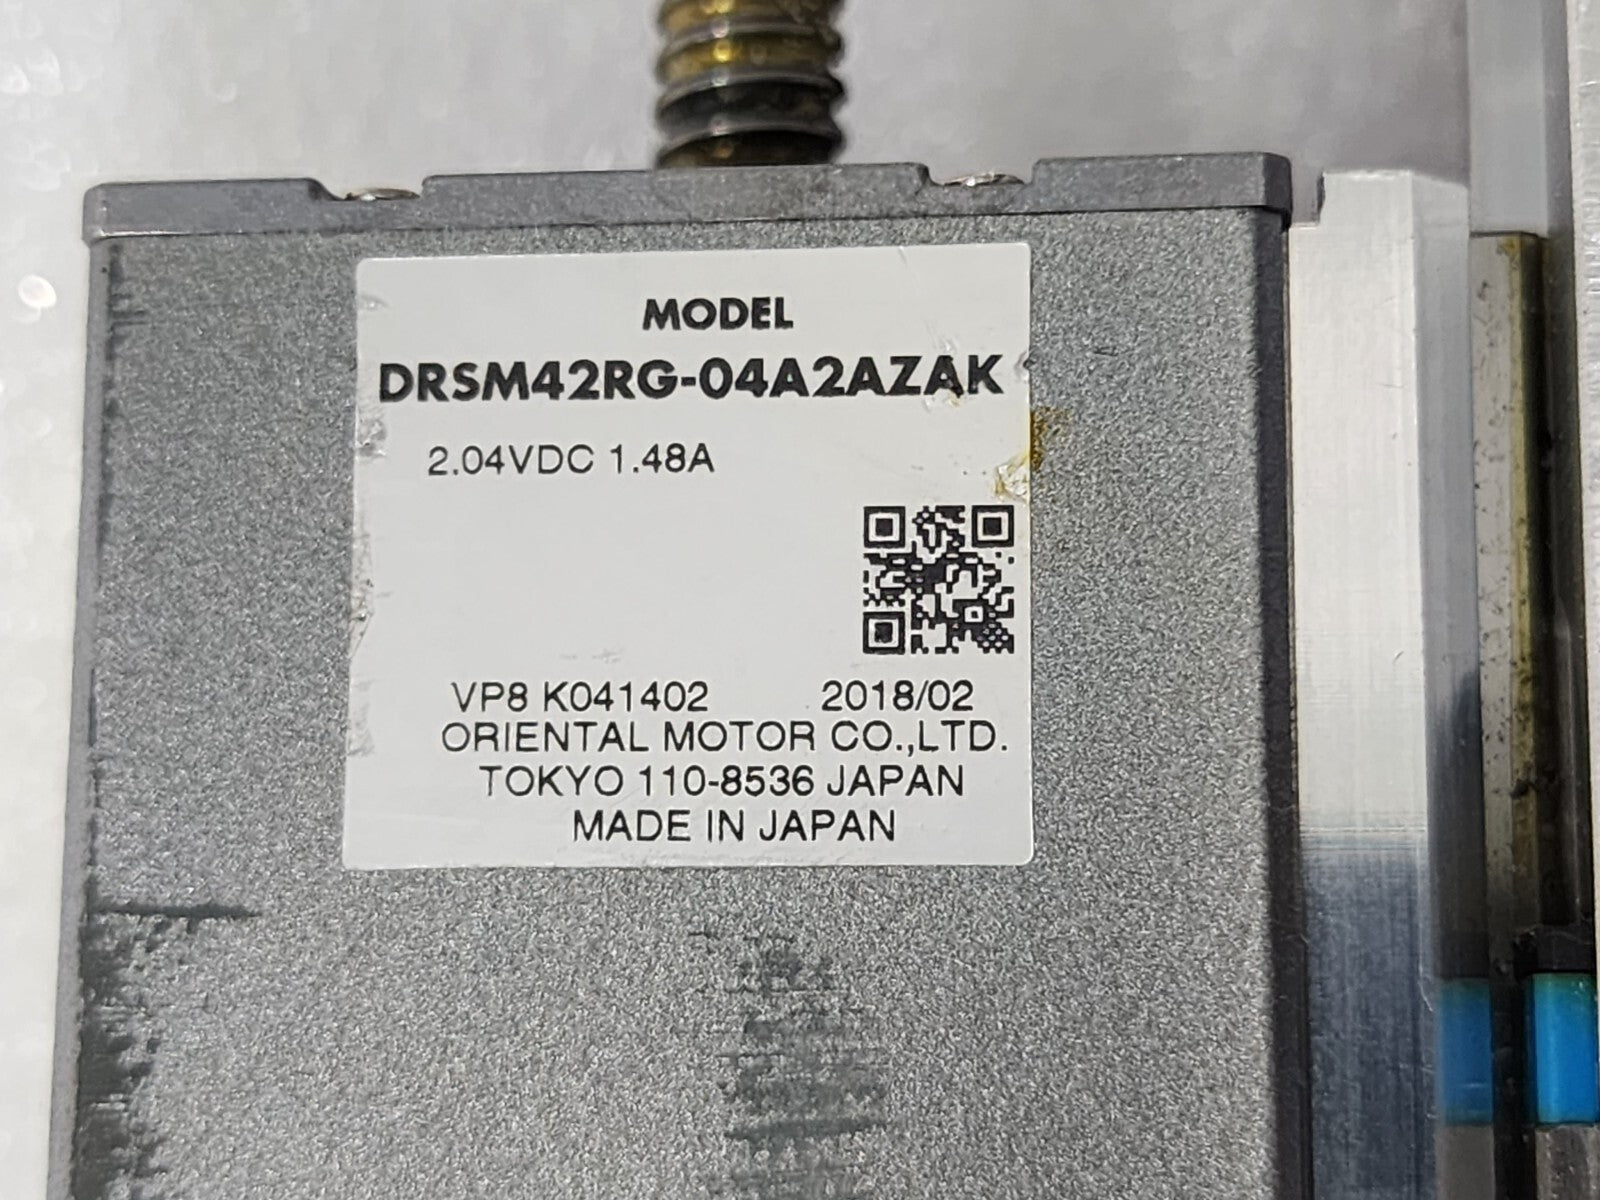 MODEL
DRSM42RG-04A2AZAK
2.04VDC 1.48A
VP8 K041402 2018/02
ORIENTAL MOTOR CO.,LTD.
TOKYO 110-8536 JAPAN
MADE IN JAPAN